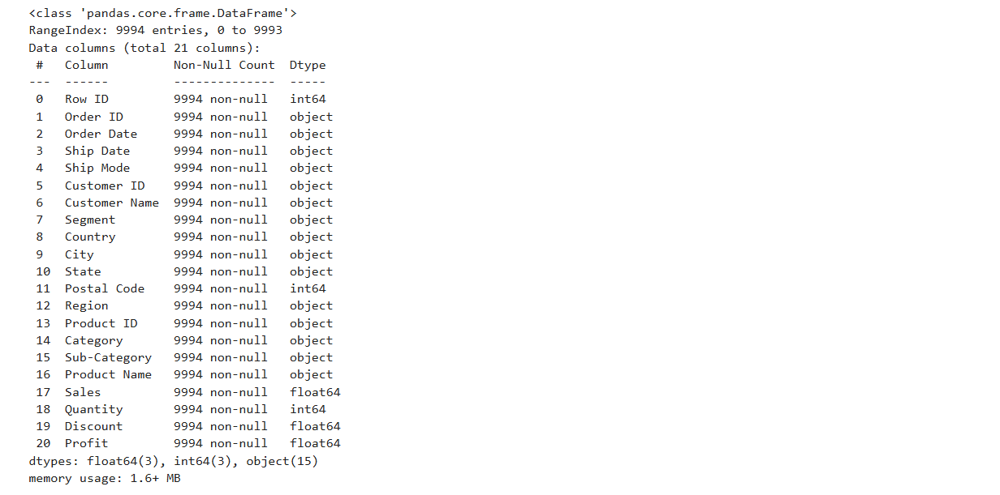 <class 'pandas.core.frame.DataFrame'>
RangeIndex: 9994 entries, 0 to 9993
Data columns (total 21 columns):
 #   Column         Non-Null Count  Dtype
---  ------         --------------  -----
 0   Row ID         9994 non-null   int64
 1   Order ID       9994 non-null   object
 2   Order Date     9994 non-null   object
 3   Ship Date      9994 non-null   object
 4   Ship Mode      9994 non-null   object
 5   Customer ID    9994 non-null   object
 6   Customer Name  9994 non-null   object
 7   Segment        9994 non-null   object
 8   Country        9994 non-null   object
 9   City           9994 non-null   object
 10  State          9994 non-null   object
 11  Postal Code    9994 non-null   int64
 12  Region         9994 non-null   object
 13  Product ID     9994 non-null   object
 14  Category       9994 non-null   object
 15  Sub-Category   9994 non-null   object
 16  Product Name   9994 non-null   object
 17  Sales          9994 non-null   float64
 18  Quantity       9994 non-null   int64
 19  Discount       9994 non-null   float64
 20  Profit         9994 non-null   float64
dtypes: float64(3), int64(3), object(15)
memory usage: 1.6+ MB